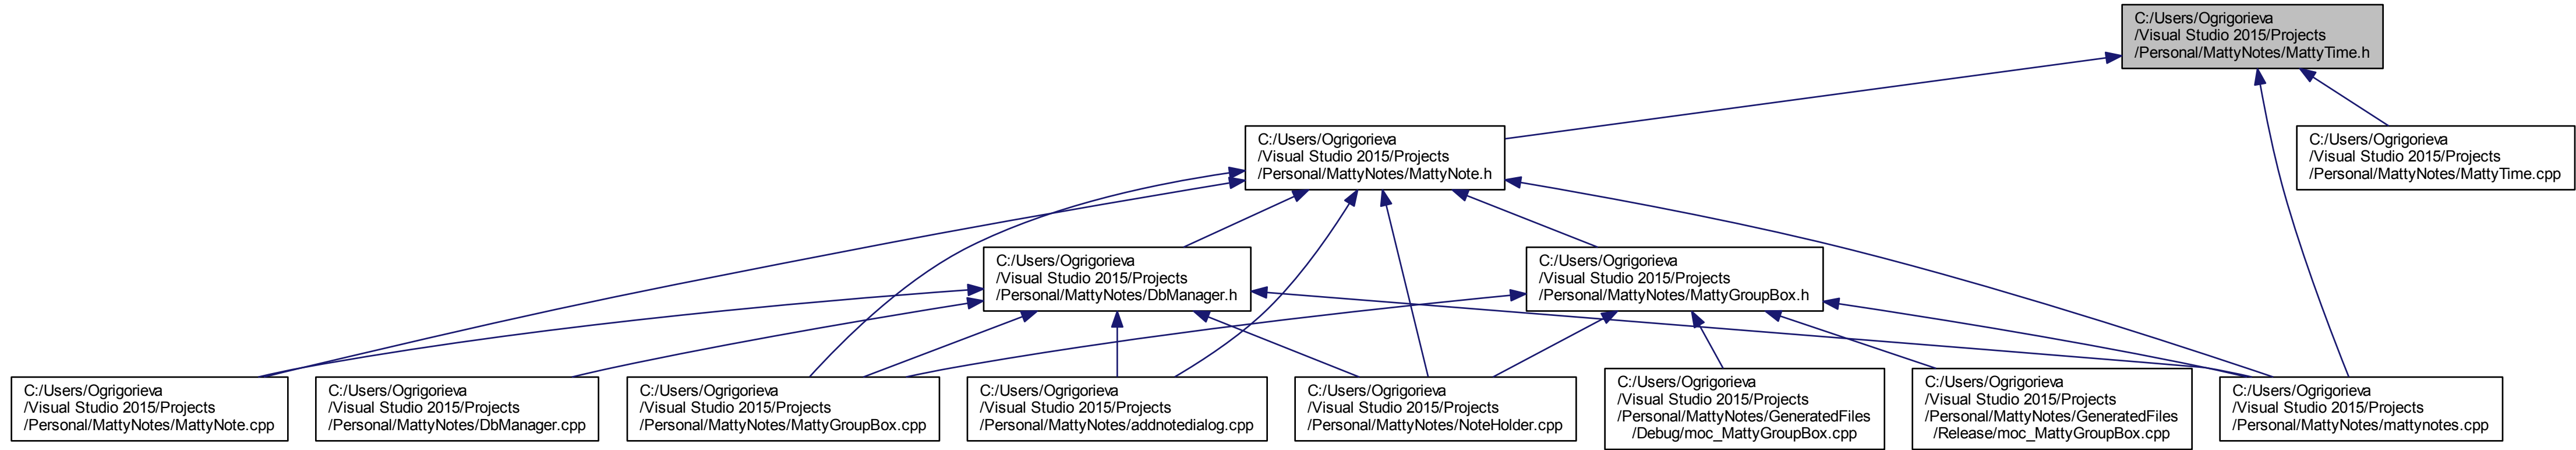 C:/Users/Ogrigorieva
/Visual Studio 2015/Projects
/Personal/MattyNotes/MattyTime.h
C:/Users/Ogrigorieva
/Visual Studio 2015/Projects
/Personal/MattyNotes/MattyNote.h
C:/Users/Ogrigorieva
/Visual Studio 2015/Projects
/Personal/MattyNotes/MattyTime.cpp
C:/Users/Ogrigorieva
/Visual Studio 2015/Projects
/Personal/MattyNotes/DbManager.h
C:/Users/Ogrigorieva
/Visual Studio 2015/Projects
/Personal/MattyNotes/MattyGroupBox.h
C:/Users/Ogrigorieva
/Visual Studio 2015/Projects
/Personal/MattyNotes/MattyNote.cpp
C:/Users/Ogrigorieva
/Visual Studio 2015/Projects
/Personal/MattyNotes/DbManager.cpp
C:/Users/Ogrigorieva
/Visual Studio 2015/Projects
/Personal/MattyNotes/MattyGroupBox.cpp
C:/Users/Ogrigorieva
/Visual Studio 2015/Projects
/Personal/MattyNotes/addnotedialog.cpp
C:/Users/Ogrigorieva
/Visual Studio 2015/Projects
/Personal/MattyNotes/NoteHolder.cpp
C:/Users/Ogrigorieva
/Visual Studio 2015/Projects
/Personal/MattyNotes/GeneratedFiles
/Debug/moc_MattyGroupBox.cpp
C:/Users/Ogrigorieva
/Visual Studio 2015/Projects
/Personal/MattyNotes/GeneratedFiles
/Release/moc_MattyGroupBox.cpp
C:/Users/Ogrigorieva
/Visual Studio 2015/Projects
/Personal/MattyNotes/mattynotes.cpp